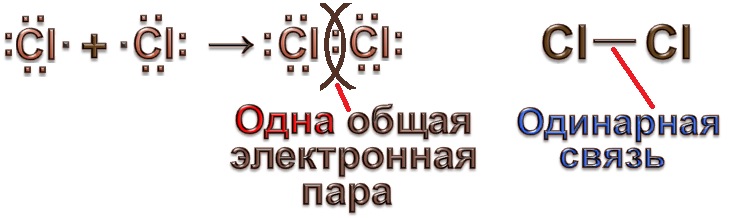 :Cl· + ·Cl: → :Cl:Cl: Cl—Cl
Одна общая
электронная
пара
Одинарная
связь